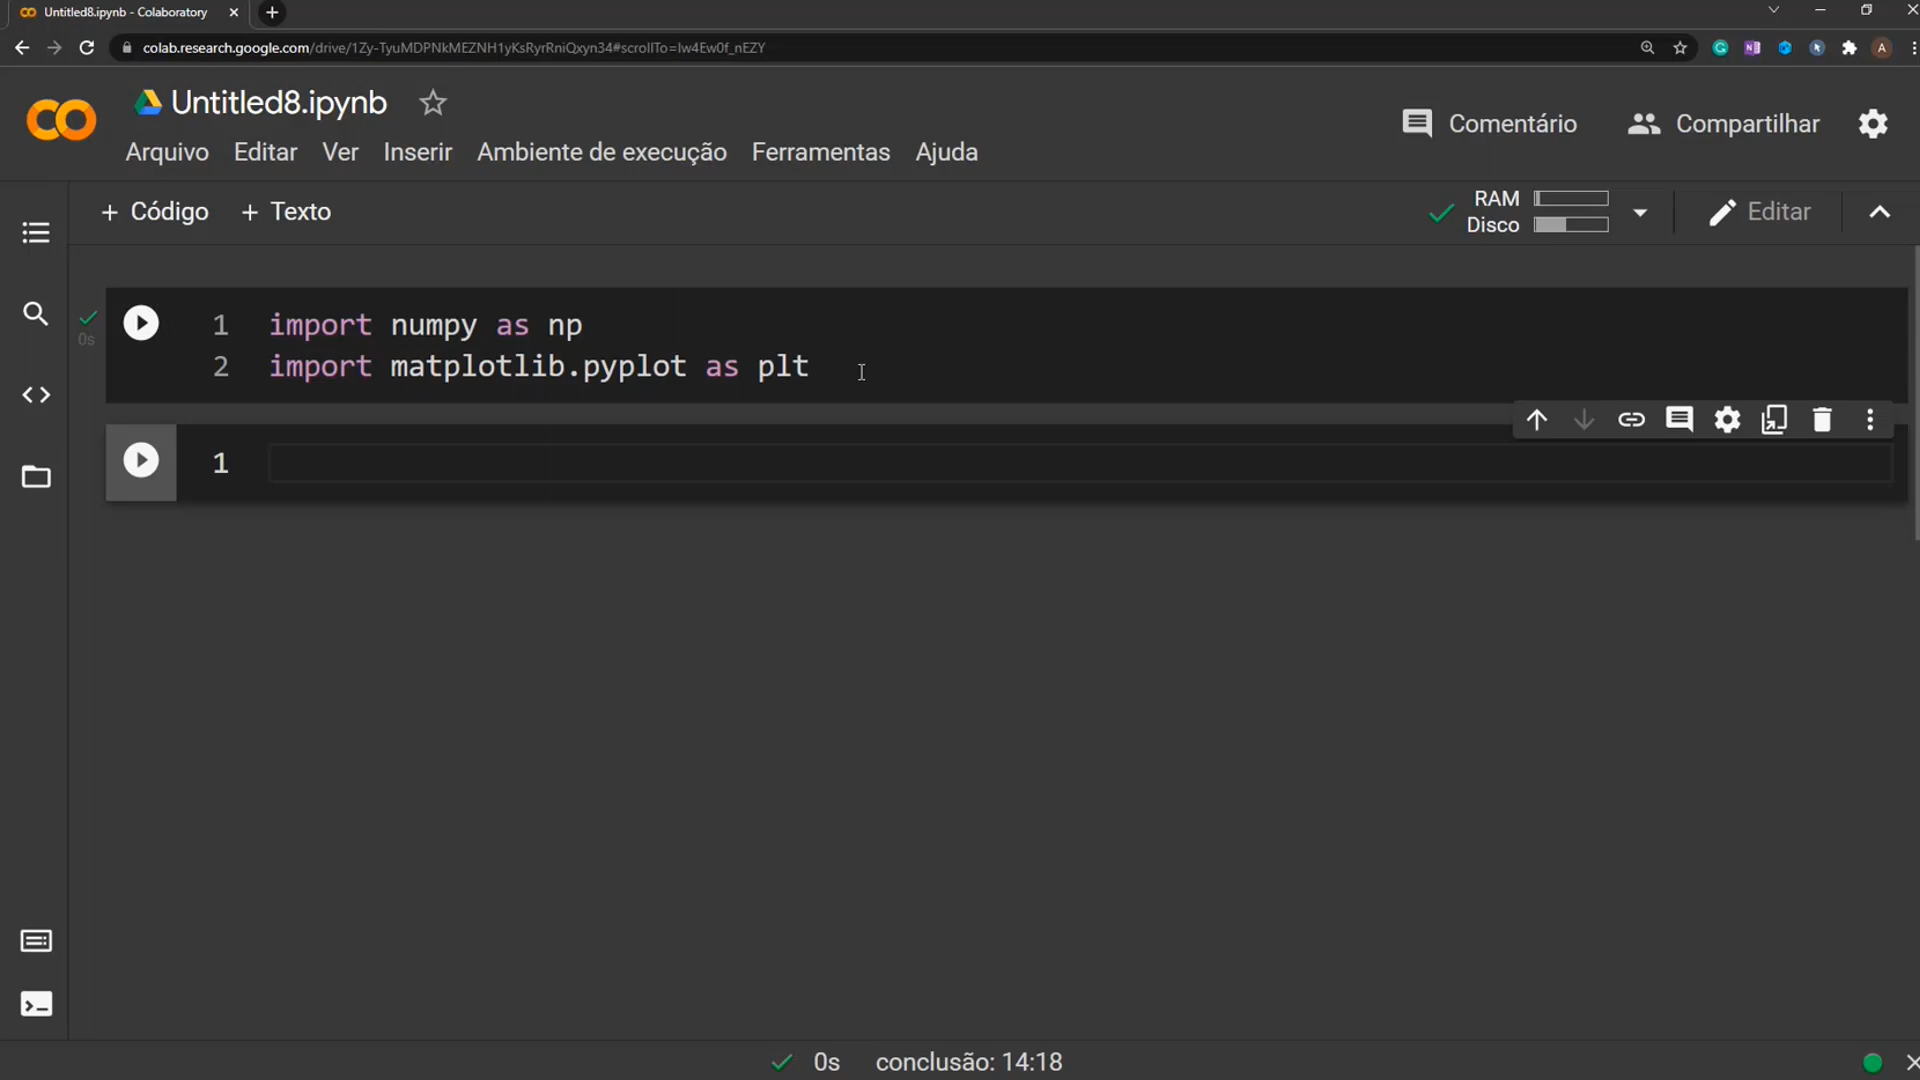 Untitled8.ipynb - Colaboratory
colab.research.google.com/drive/1Zy-TyuMDPNkMEZNH1yKsRyrRniQxyn34#scrollTo=Iw4Ew0f_nEZY
A
Untitled8.ipynb
Comentário
Compartilhar
Arquivo Editar Ver Inserir Ambiente de execução Ferramentas Ajuda
+ Código + Texto
RAM
Disco
Editar
0s
1 import numpy as np
2 import matplotlib.pyplot as plt
1
0s conclusão: 14:18